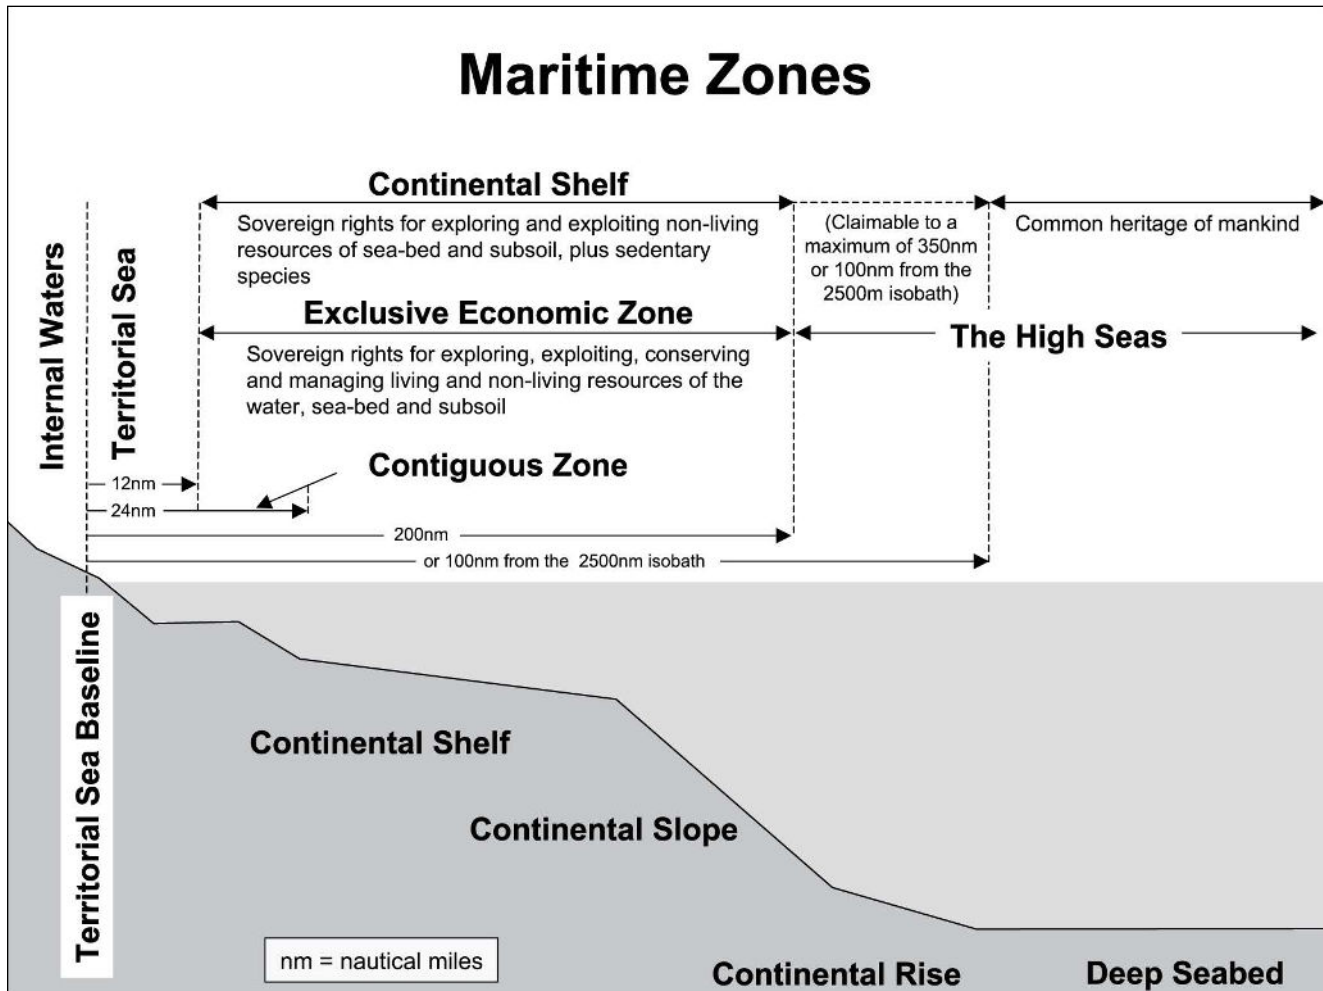 Maritime Zones
Continental Shelf
Sovereign rights for exploring and exploiting non-living
resources of sea-bed and subsoil, plus sedentary
species
(Claimable to a
maximum of 350nm
or 100nm from the
2500m isobath)
Common heritage of mankind
Internal Waters
Territorial Sea
Exclusive Economic Zone
Sovereign rights for exploring, exploiting, conserving
and managing living and non-living resources of the
water, sea-bed and subsoil
The High Seas
Contiguous Zone
12nm
24nm
200nm
or 100nm from the 2500nm isobath
Territorial Sea Baseline
Continental Shelf
Continental Slope
nm = nautical miles
Continental Rise
Deep Seabed